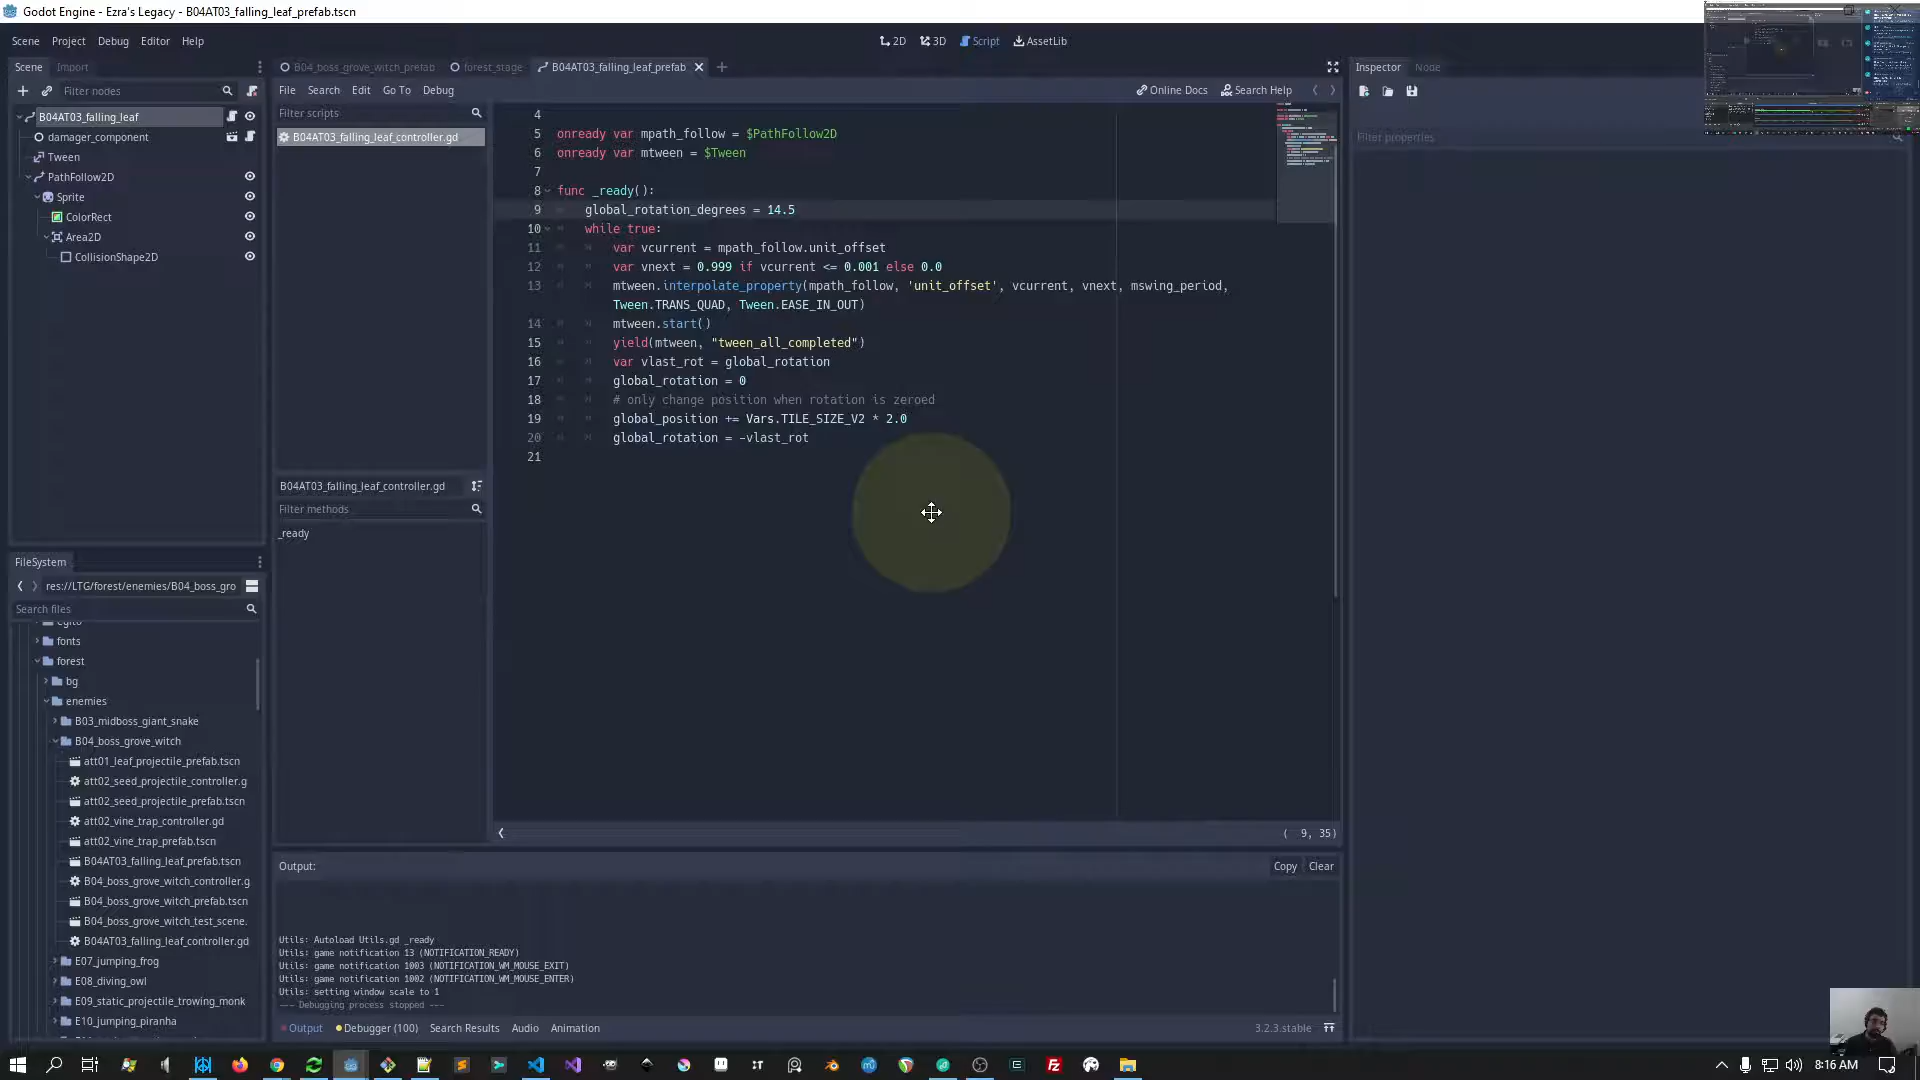 Godot Engine - Ezra's Legacy - B04AT03_falling_leaf_prefab.tscn
Scene Project Debug Editor Help
2D 3D Script AssetLib
Scene Import
B04_boss_grove_witch_prefab forest_stage B04AT03_falling_leaf_prefab
Inspector Node
Filter nodes
File Search Edit Go To Debug
Online Docs Search Help
Filter scripts
B04AT03_falling_leaf_controller.gd
Filter properties
B04AT03_falling_leaf
damager_component
Tween
PathFollow2D
Sprite
ColorRect
Area2D
CollisionShape2D
4
5 onready var mpath_follow = $PathFollow2D
6 onready var mtween = $Tween
7
8 func _ready():
9 global_rotation_degrees = 14.5
10 while true:
11 var vcurrent = mpath_follow.unit_offset
12 var vnext = 0.999 if vcurrent <= 0.001 else 0.0
13 mtween.interpolate_property(mpath_follow, 'unit_offset', vcurrent, vnext, mswing_period,
Tween.TRANS_QUAD, Tween.EASE_IN_OUT)
14 mtween.start()
15 yield(mtween, "tween_all_completed")
16 var vlast_rot = global_rotation
17 global_rotation = 0
18 # only change position when rotation is zeroed
19 global_position += Vars.TILE_SIZE_V2 * 2.0
20 global_rotation = -vlast_rot
21
B04AT03_falling_leaf_controller.gd
Filter methods
_ready
( 9, 35)
FileSystem
res://LTG/forest/enemies/B04_boss_gro
Search files
fonts
forest
bg
enemies
B03_midboss_giant_snake
B04_boss_grove_witch
att01_leaf_projectile_prefab.tscn
att02_seed_projectile_controller.g
att02_seed_projectile_prefab.tscn
att02_vine_trap_controller.gd
att02_vine_trap_prefab.tscn
B04AT03_falling_leaf_prefab.tscn
B04_boss_grove_witch_controller.g
B04_boss_grove_witch_prefab.tscn
B04_boss_grove_witch_test_scene.
B04AT03_falling_leaf_controller.gd
E07_jumping_frog
E08_diving_owl
E09_static_projectile_trowing_monk
E10_jumping_piranha
Output:
Copy Clear
Utils: Autoload Utils.gd _ready
Utils: game notification 13 (NOTIFICATION_READY)
Utils: game notification 1003 (NOTIFICATION_WM_MOUSE_EXIT)
Utils: game notification 1002 (NOTIFICATION_WM_MOUSE_ENTER)
Utils: setting window scale to 1
--- Debugging process stopped ---
Output Debugger (100) Search Results Audio Animation
3.2.3.stable
8:16 AM